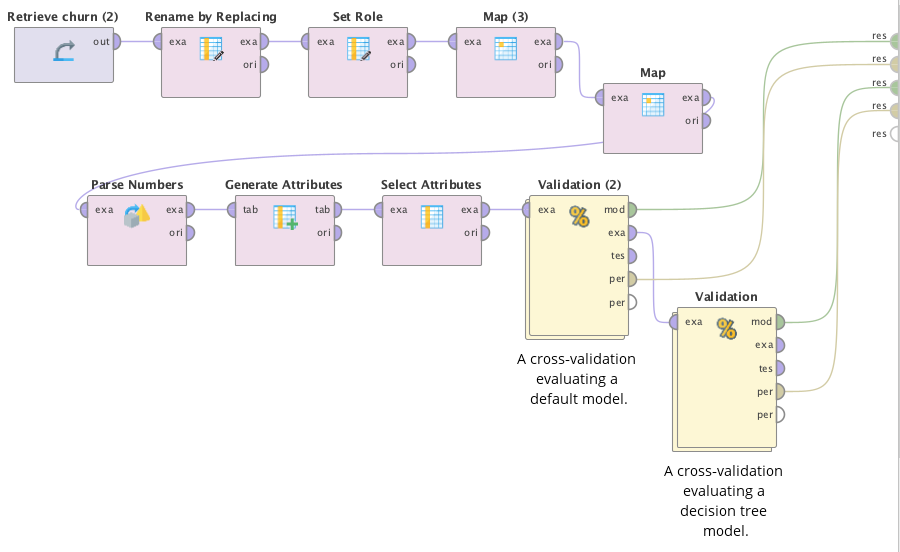 Retrieve churn (2)
out
Rename by Replacing
exa
exa
ori
Set Role
exa
exa
ori
Map (3)
exa
exa
ori
Map
exa
exa
ori
res
res
res
res
res
Parse Numbers
exa
exa
ori
Generate Attributes
tab
tab
ori
Select Attributes
exa
exa
ori
Validation (2)
exa
mod
exa
tes
per
per
A cross-validation
evaluating a
default model.
Validation
exa
mod
exa
tes
per
per
A cross-validation
evaluating a
decision tree
model.